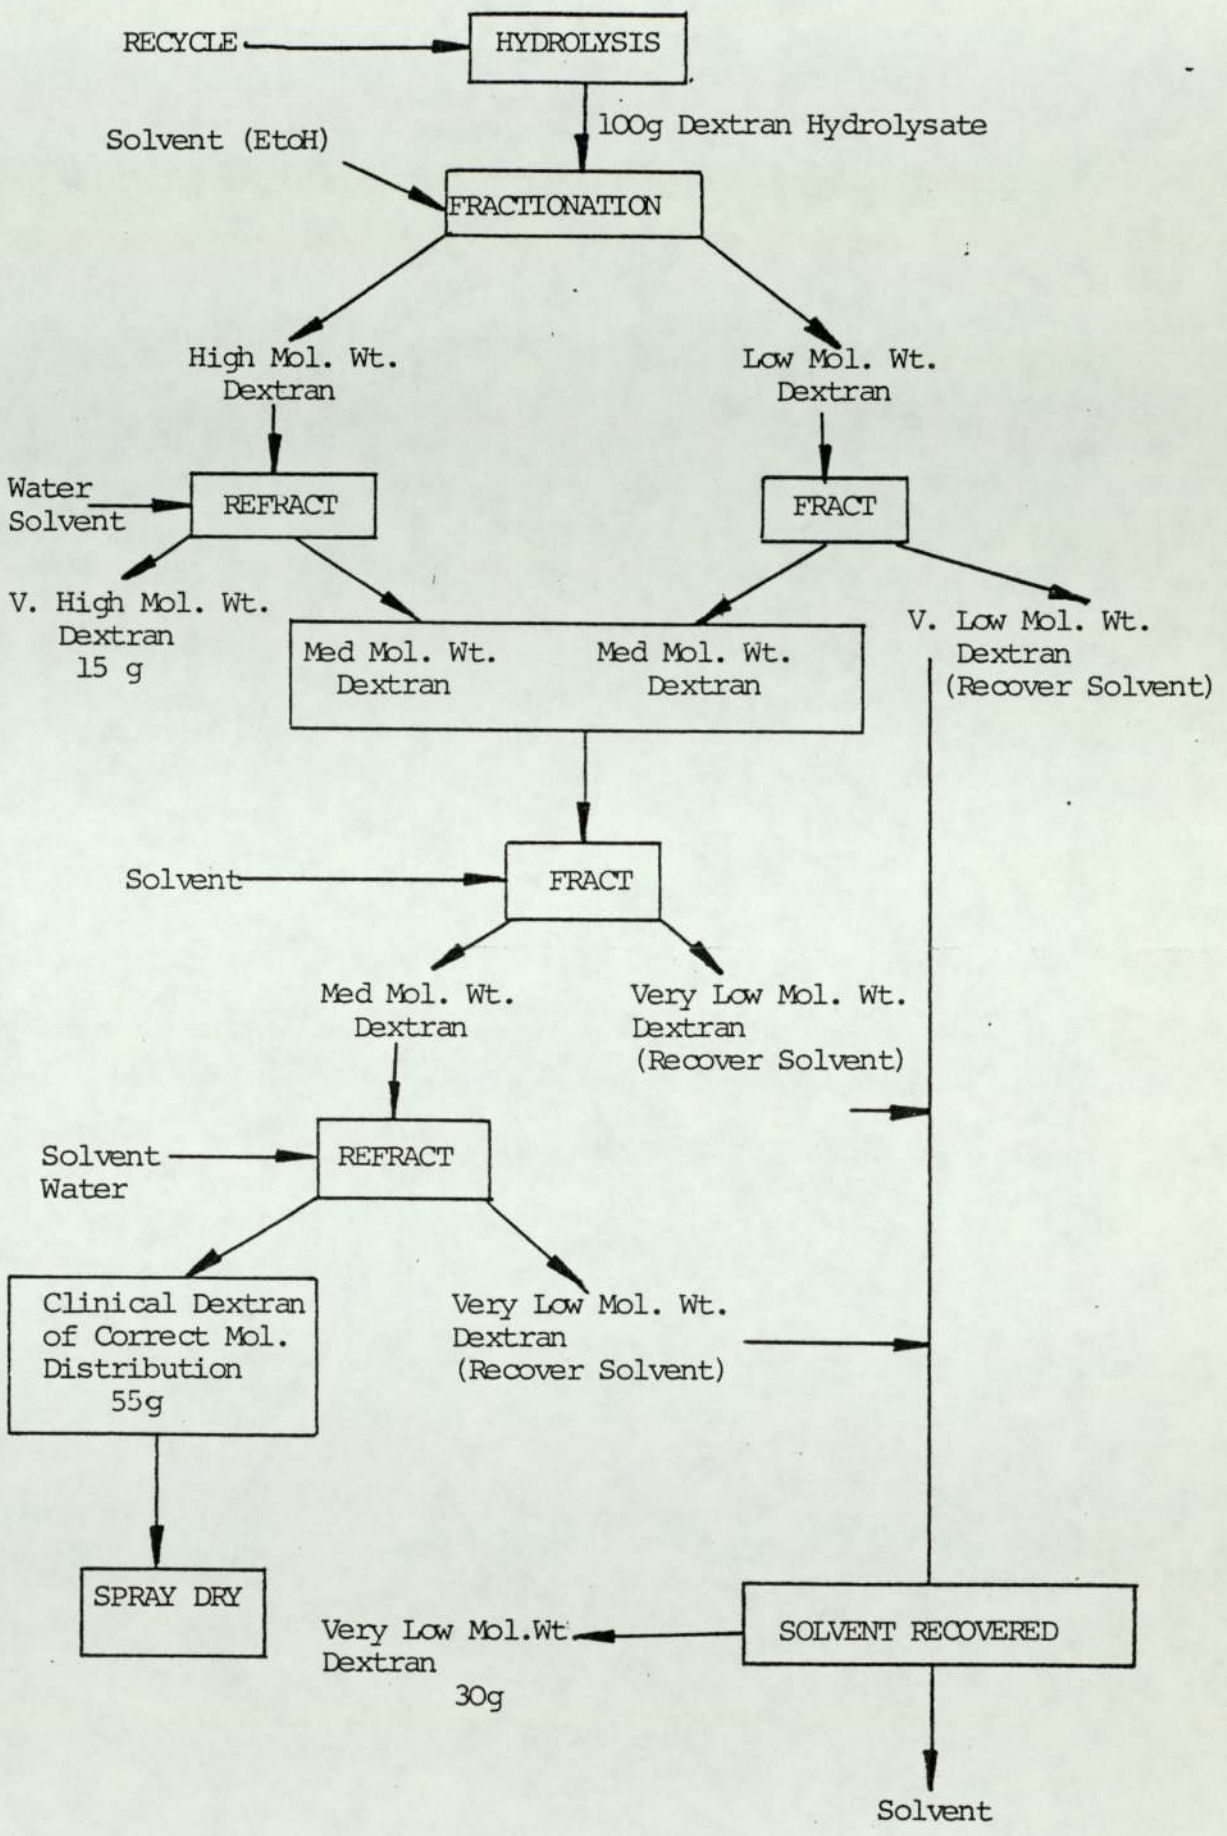 RECYCLE
HYDROLYSIS
100g Dextran Hydrolysate
Solvent (EtoH)
FRACTIONATION
High Mol. Wt.
Dextran
Low Mol. Wt.
Dextran
Water
Solvent
REFRACT
FRACT
V. High Mol. Wt.
Dextran
15 g
Med Mol. Wt.
Dextran
Med Mol. Wt.
Dextran
V. Low Mol. Wt.
Dextran
(Recover Solvent)
Solvent
FRACT
Med Mol. Wt.
Dextran
Very Low Mol. Wt.
Dextran
(Recover Solvent)
Solvent
Water
REFRACT
Clinical Dextran
of Correct Mol.
Distribution
55g
Very Low Mol. Wt.
Dextran
(Recover Solvent)
SPRAY DRY
Very Low Mol.Wt.
Dextran
30g
SOLVENT RECOVERED
Solvent